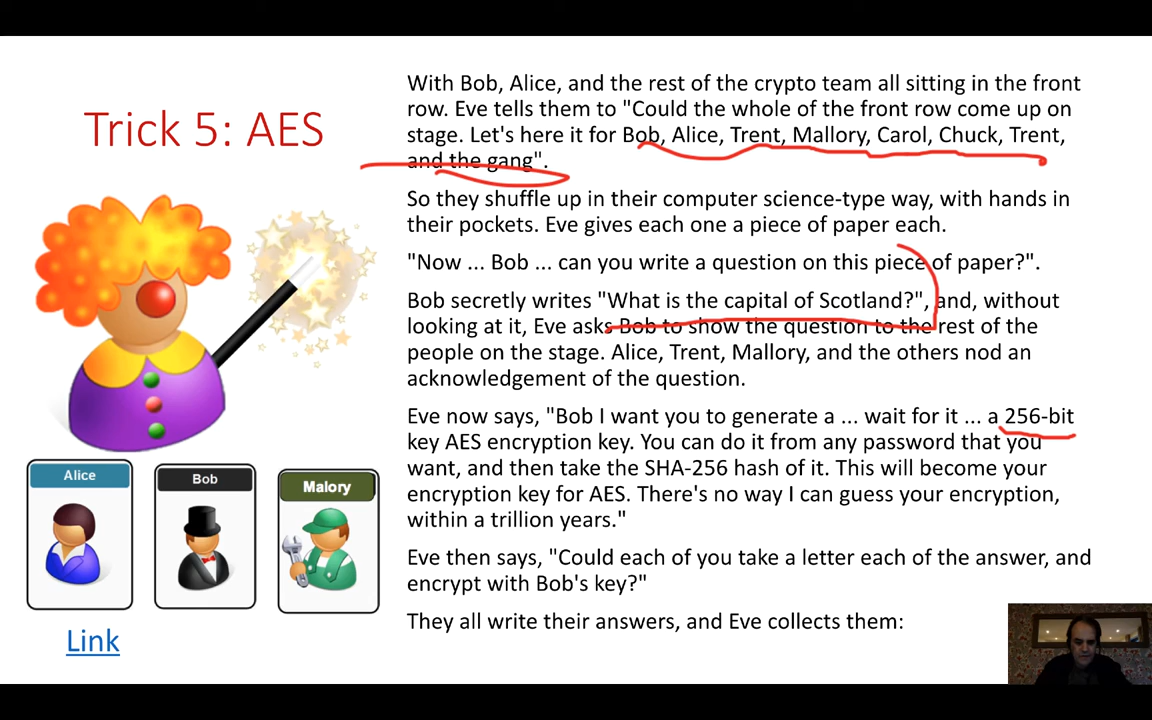 Trick 5: AES
With Bob, Alice, and the rest of the crypto team all sitting in the front
row. Eve tells them to "Could the whole of the front row come up on
stage. Let's here it for Bob, Alice, Trent, Mallory, Carol, Chuck, Trent,
and the gang".
So they shuffle up in their computer science-type way, with hands in
their pockets. Eve gives each one a piece of paper each.
"Now ... Bob ... can you write a question on this piece of paper?".
Bob secretly writes "What is the capital of Scotland?", and, without
looking at it, Eve asks Bob to show the question to the rest of the
people on the stage. Alice, Trent, Mallory, and the others nod an
acknowledgement of the question.
Eve now says, "Bob I want you to generate a ... wait for it ... a 256-bit
key AES encryption key. You can do it from any password that you
want, and then take the SHA-256 hash of it. This will become your
encryption key for AES. There's no way I can guess your encryption,
within a trillion years."
Eve then says, "Could each of you take a letter each of the answer, and
encrypt with Bob's key?"
They all write their answers, and Eve collects them:
Alice
Bob
Malory
Link